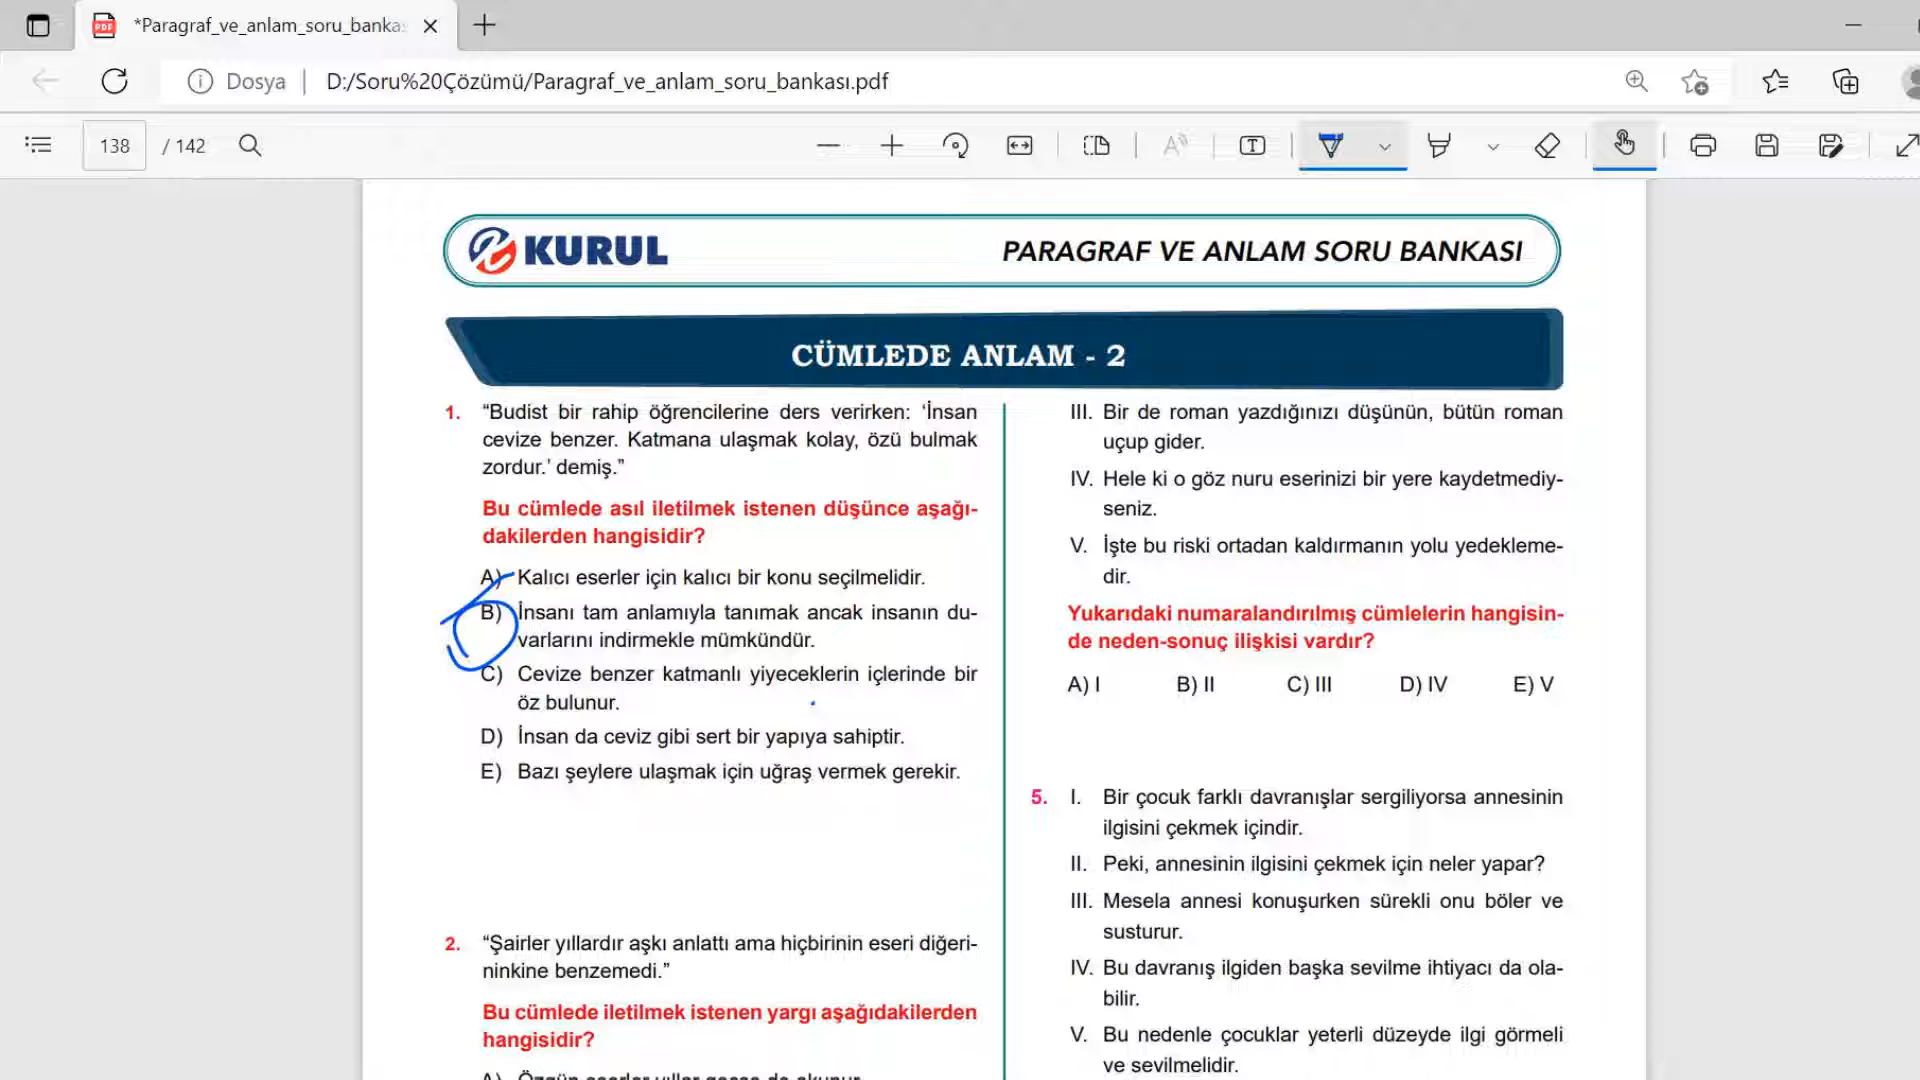 *Paragraf_ve_anlam_soru_banka
Dosya
D:/Soru%20Çözümü/Paragraf_ve_anlam_soru_bankası.pdf
138 / 142
KURUL
PARAGRAF VE ANLAM SORU BANKASI
CÜMLEDE ANLAM - 2
1. “Budist bir rahip öğrencilerine ders verirken: ‘İnsan
cevize benzer. Katmana ulaşmak kolay, özü bulmak
zordur.’ demiş.”
Bu cümlede asıl iletilmek istenen düşünce aşağı-
dakilerden hangisidir?
A) Kalıcı eserler için kalıcı bir konu seçilmelidir.
B) İnsanı tam anlamıyla tanımak ancak insanın du-
varlarını indirmekle mümkündür.
C) Cevize benzer katmanlı yiyeceklerin içlerinde bir
öz bulunur.
D) İnsan da ceviz gibi sert bir yapıya sahiptir.
E) Bazı şeylere ulaşmak için uğraş vermek gerekir.
2. “Şairler yıllardır aşkı anlattı ama hiçbirinin eseri diğeri-
ninkine benzemedi.”
Bu cümlede iletilmek istenen yargı aşağıdakilerden
hangisidir?
A) Özgün eserler yıllar geçse de okunur.
III. Bir de roman yazdığınızı düşünün, bütün roman
uçup gider.
IV. Hele ki o göz nuru eserinizi bir yere kaydetmediy-
seniz.
V. İşte bu riski ortadan kaldırmanın yolu yedekleme-
dir.
Yukarıdaki numaralandırılmış cümlelerin hangisin-
de neden-sonuç ilişkisi vardır?
A) I B) II C) III D) IV E) V
5. I. Bir çocuk farklı davranışlar sergiliyorsa annesinin
ilgisini çekmek içindir.
II. Peki, annesinin ilgisini çekmek için neler yapar?
III. Mesela annesi konuşurken sürekli onu böler ve
susturur.
IV. Bu davranış ilgiden başka sevilme ihtiyacı da ola-
bilir.
V. Bu nedenle çocuklar yeterli düzeyde ilgi görmeli
ve sevilmelidir.